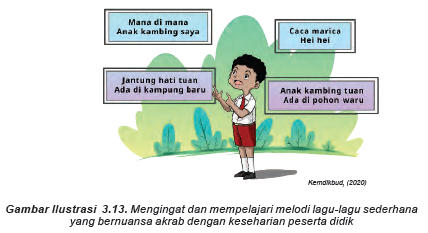 Mana di mana
Anak kambing saya
Caca marica
Hei hei
Jantung hati tuan
Ada di kampung baru
Anak kambing tuan
Ada di pohon waru
Kemdikbud, (2020)
Gambar Ilustrasi 3.13. Mengingat dan mempelajari melodi lagu-lagu sederhana
yang bernuansa akrab dengan keseharian peserta didik